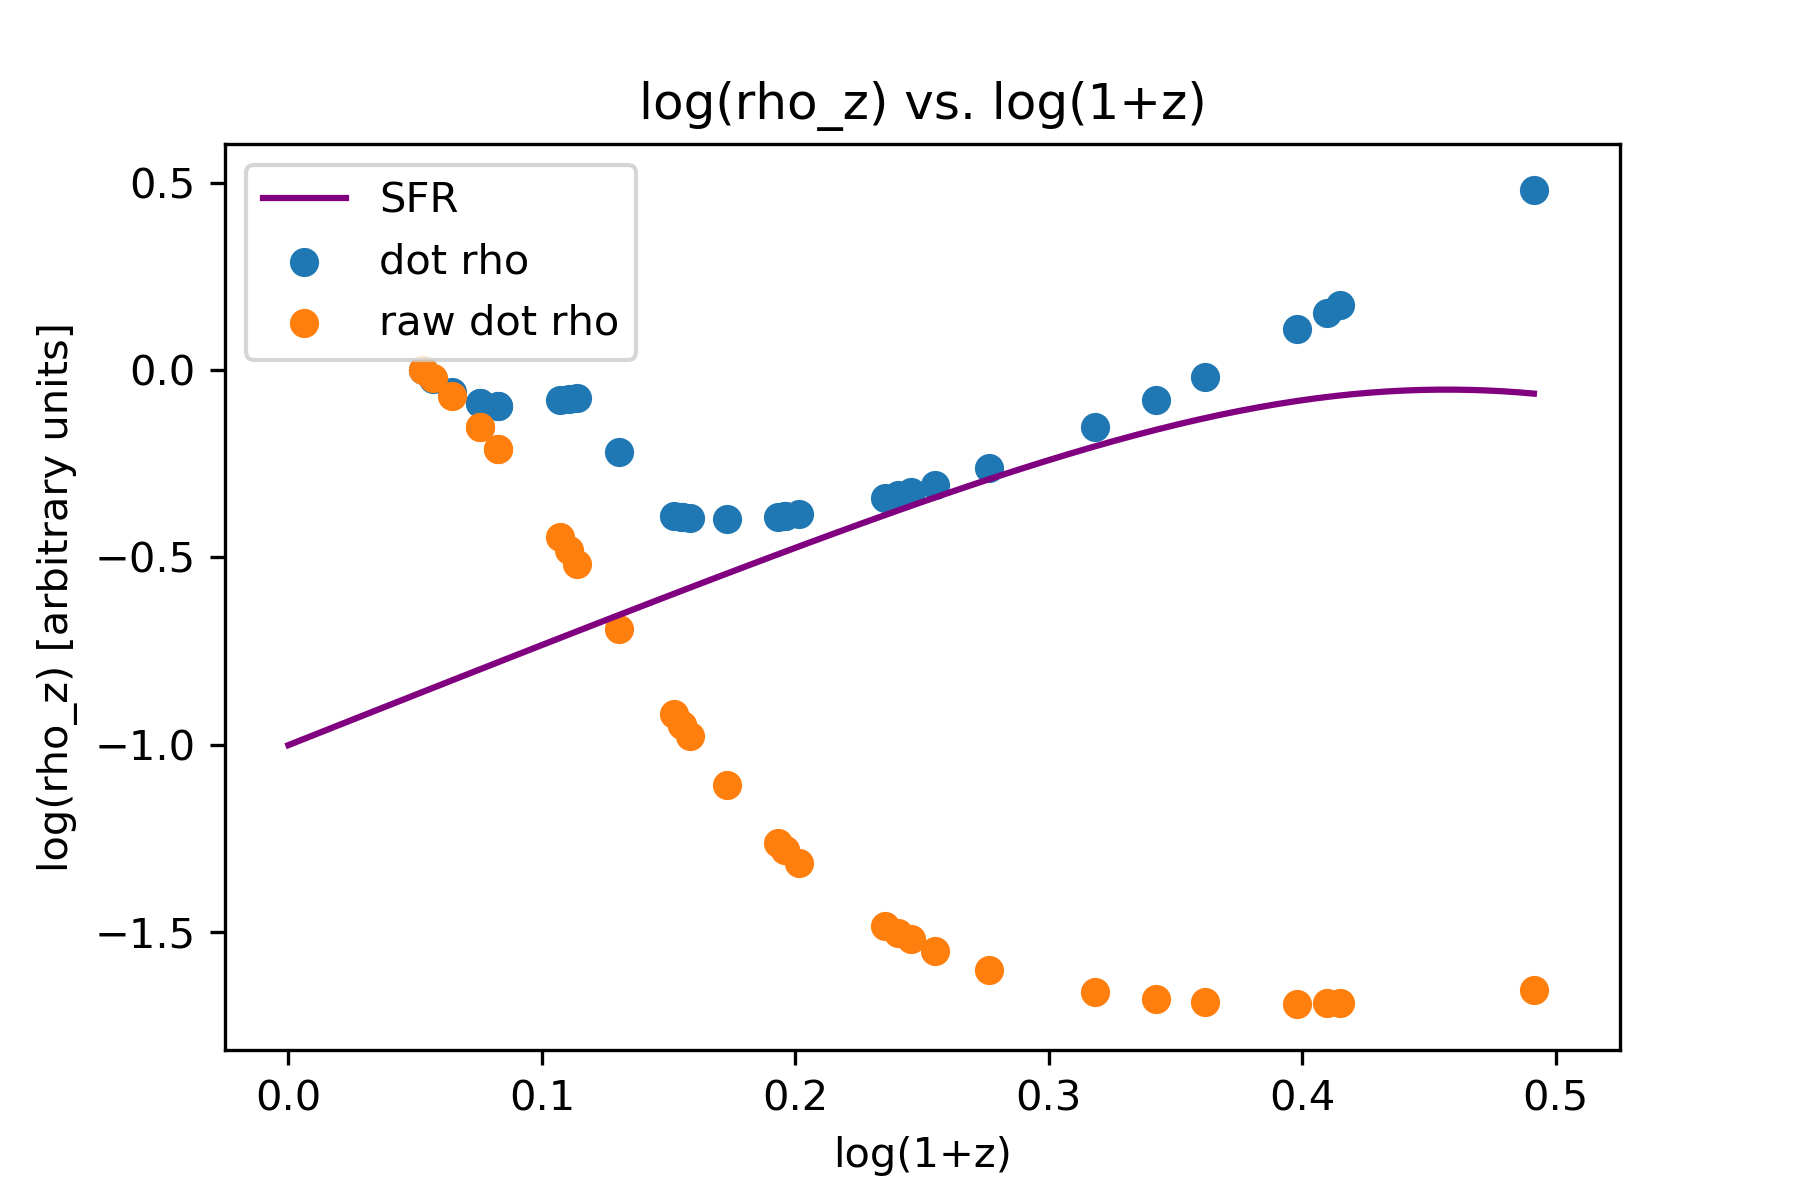 log(rho_z) vs. log(1+z)
SFR
dot rho
raw dot rho
log(rho_z) [arbitrary units]
0.5
0.0
−0.5
−1.0
−1.5
0.0 0.1 0.2 0.3 0.4 0.5
log(1+z)